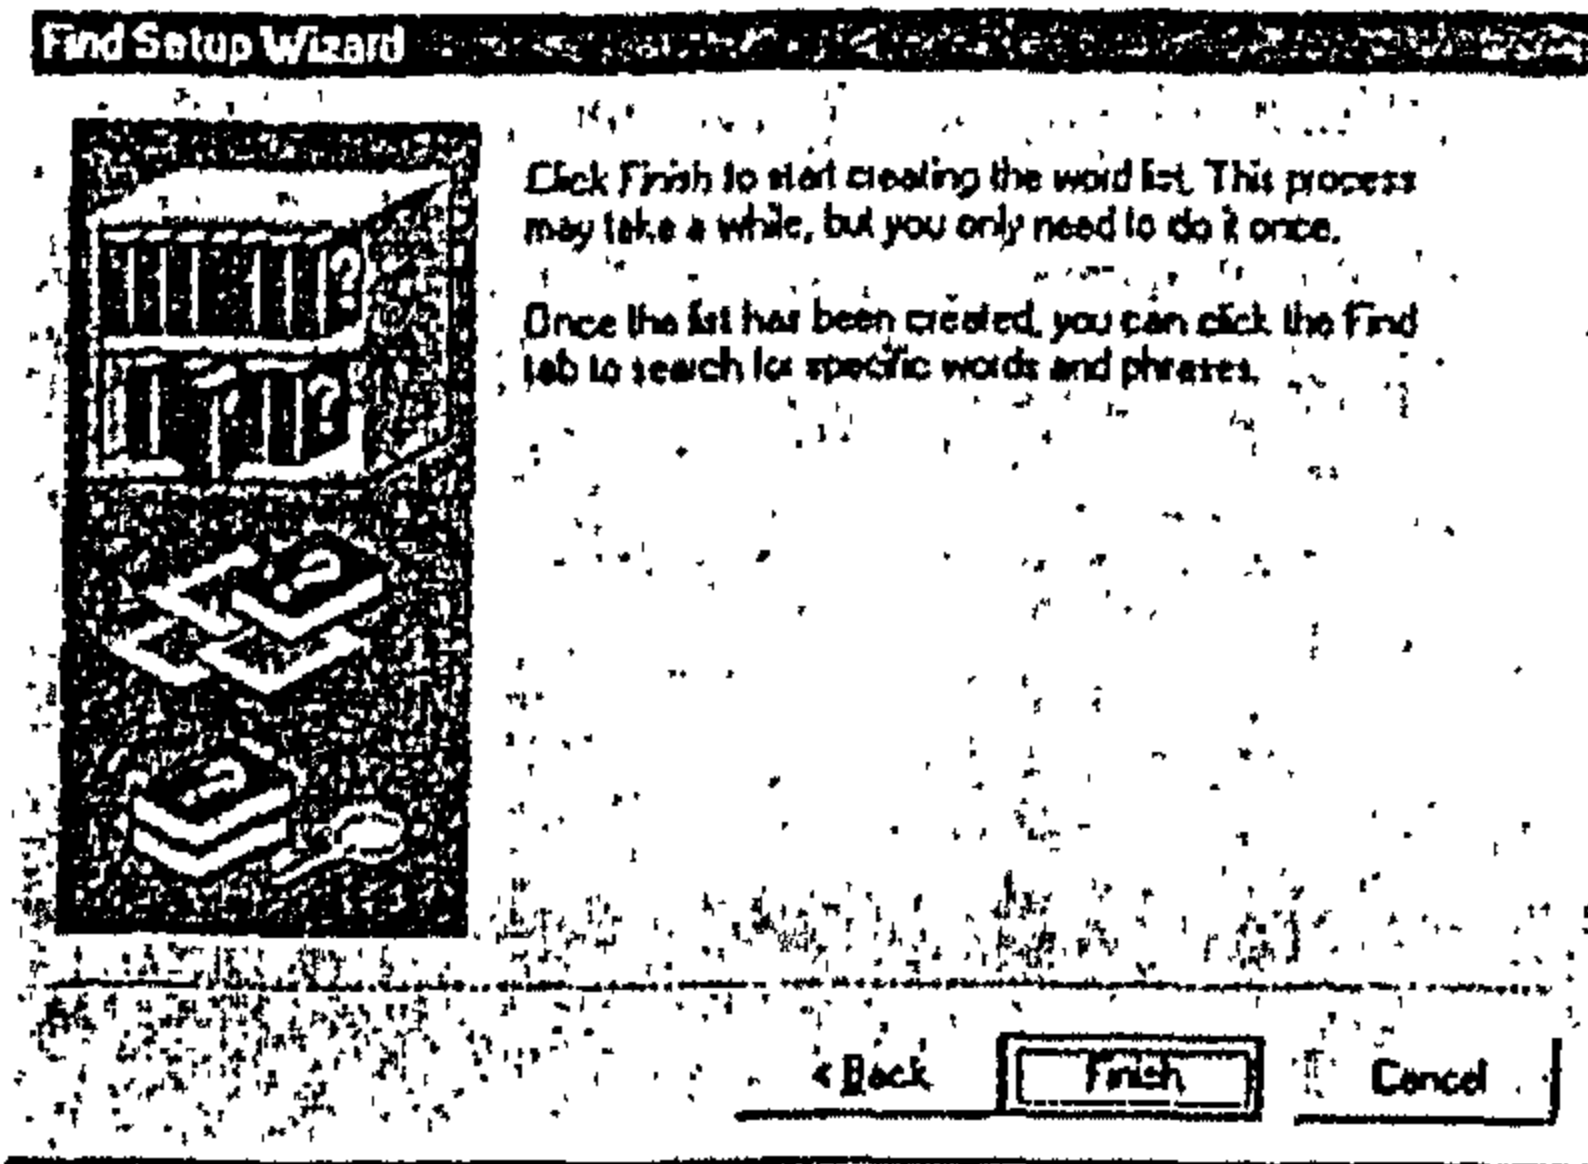 Find Setup Wizard
Click Finish to start creating the word list. This process
may take a while, but you only need to do it once.
Once the list has been created, you can click the Find
tab to search for specific words and phrases.
< Back
Finish
Cancel